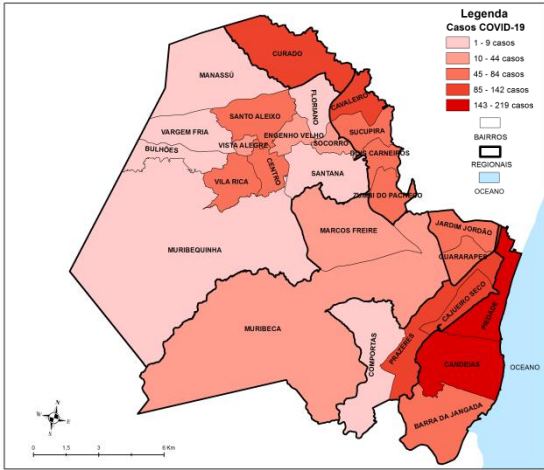 Legenda
Casos COVID-19
1 - 9 casos
10 - 44 casos
45 - 84 casos
85 - 142 casos
143 - 219 casos
BAIRROS
REGIONAIS
OCEANO
CURADO
MANASSÚ
FLORIANO
CAVALEIRO
SANTO ALEIXO
VARGEM FRIA
ENGENHO VELHO
SUCUPIRA
VISTA ALEGRE
SOCORRO
BULHÕES
DOIS CARNEIROS
CENTRO
SANTANA
VILA RICA
ZUMBI DO PACHECO
MARCOS FREIRE
JARDIM JORDÃO
MURIBEQUINHA
GUARARAPES
CAJUEIRO SECO
PIEDADE
MURIBECA
COMPORTAS
PRAZERES
CANDEIAS
OCEANO
BARRA DA JANGADA
N
W
E
S
0
1,5
3
6 Km